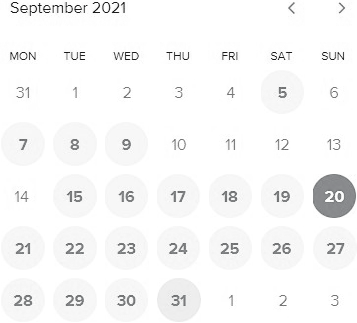 September 2021 < >
MON TUE WED THU FRI SAT SUN
31 1 2 3 4 5 6
7 8 9 10 11 12 13
14 15 16 17 18 19 20
21 22 23 24 25 26 27
28 29 30 31 1 2 3